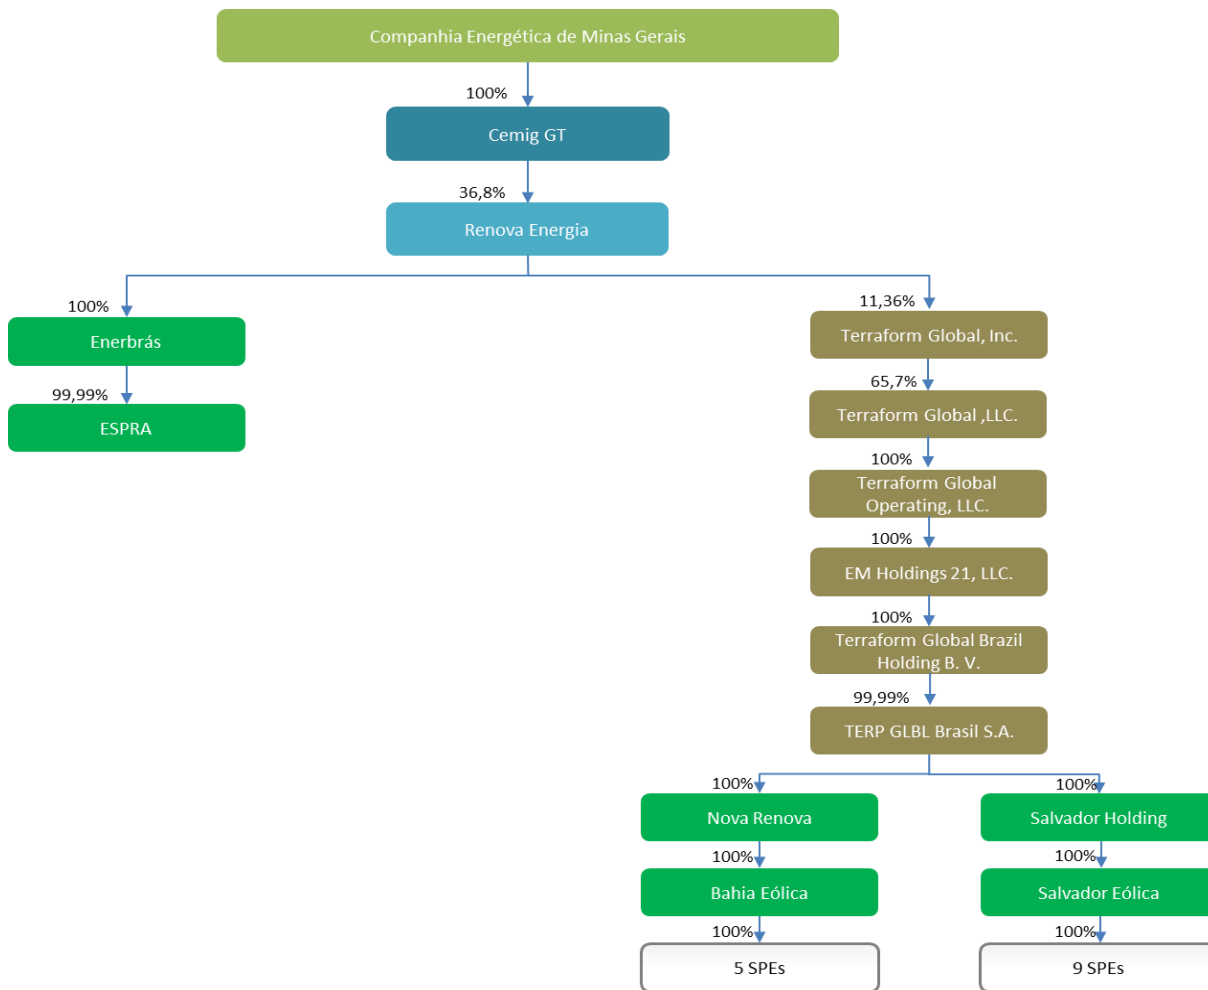 Companhia Energética de Minas Gerais
100%
Cemig GT
36,8%
Renova Energia
100%
11,36%
Enerbrás
Terraform Global, Inc.
99,99%
65,7%
ESPRA
Terraform Global ,LLC.
100%
Terraform Global
Operating, LLC.
100%
EM Holdings 21, LLC.
100%
Terraform Global Brazil
Holding B. V.
99,99%
TERP GLBL Brasil S.A.
100%
100%
Nova Renova
Salvador Holding
100%
100%
Bahia Eólica
Salvador Eólica
100%
100%
5 SPEs
9 SPEs